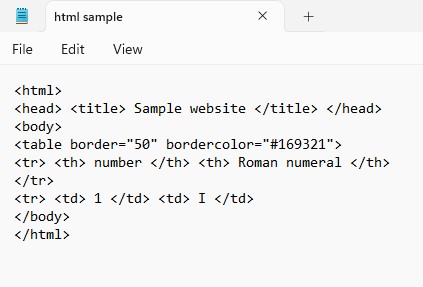 html sample
File Edit View
<html>
<head> <title> Sample website </title> </head>
<body>
<table border="50" bordercolor="#169321">
<tr> <th> number </th> <th> Roman numeral </th>
</tr>
<tr> <td> 1 </td> <td> I </td>
</body>
</html>